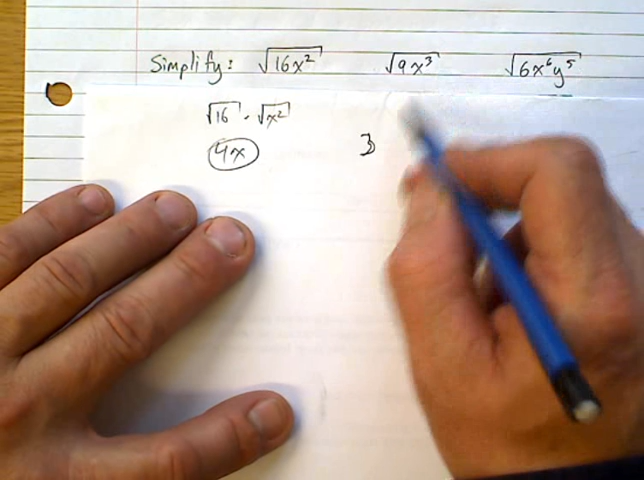 Simplify: √16x² √9x³ √6x⁶y⁵
√16 · √x²
4x 3